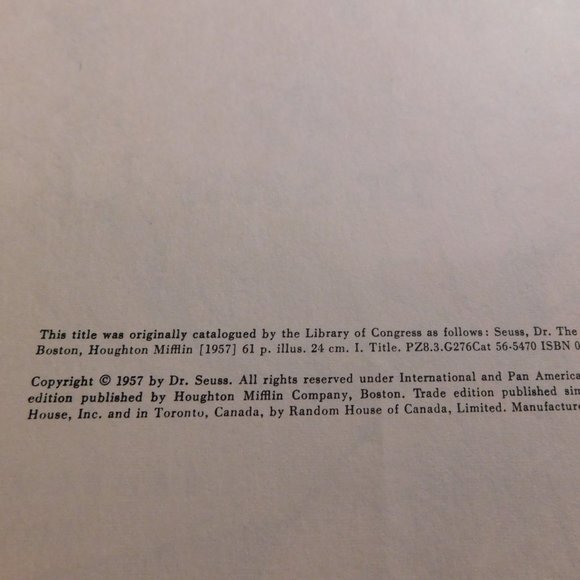 This title was originally catalogued by the Library of Congress as follows: Seuss, Dr. The
Boston, Houghton Mifflin [1957] 61 p. illus. 24 cm. I. Title. PZ8.3.G276Cat 56-5470 ISBN 0
Copyright © 1957 by Dr. Seuss. All rights reserved under International and Pan America
edition published by Houghton Mifflin Company, Boston. Trade edition published sim
House, Inc. and in Toronto, Canada, by Random House of Canada, Limited. Manufacture